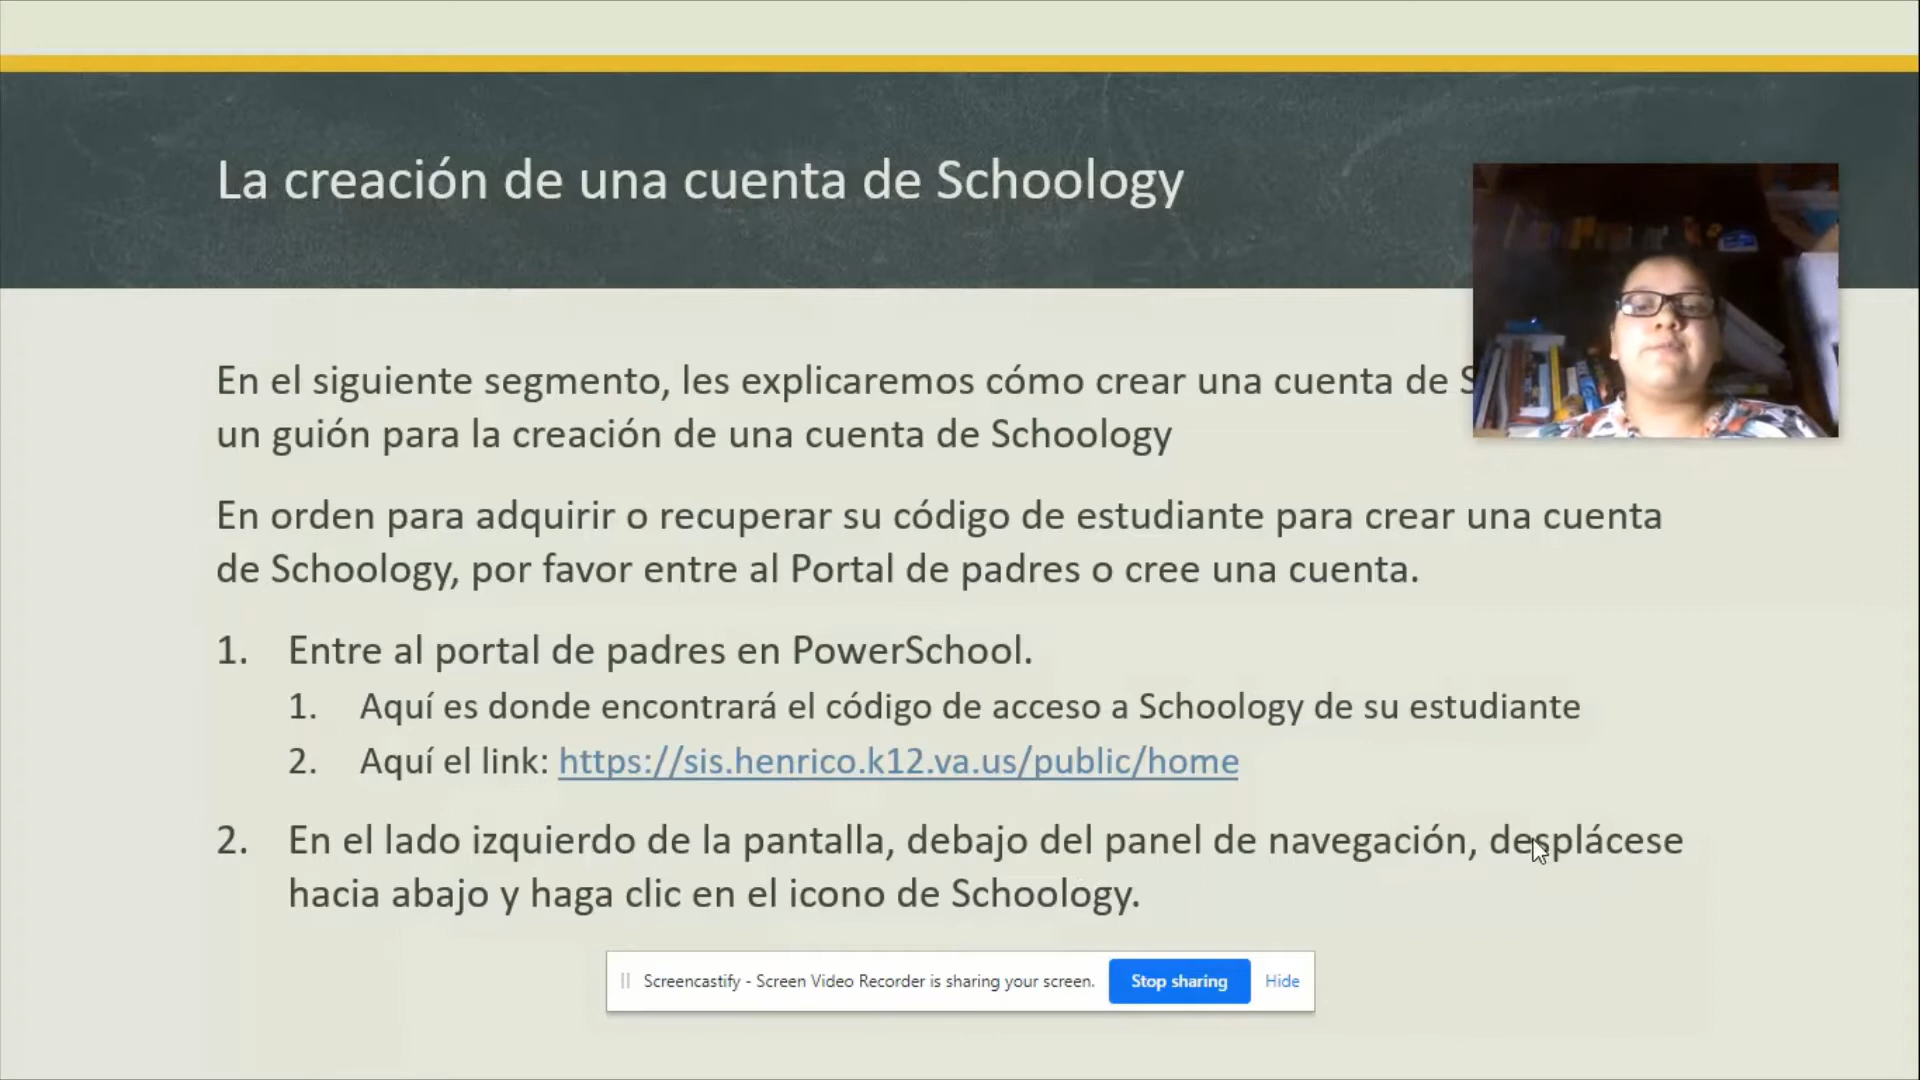 La creación de una cuenta de Schoology
En el siguiente segmento, les explicaremos cómo crear una cuenta de
un guión para la creación de una cuenta de Schoology
En orden para adquirir o recuperar su código de estudiante para crear una cuenta
de Schoology, por favor entre al Portal de padres o cree una cuenta.
1. Entre al portal de padres en PowerSchool.
1. Aquí es donde encontrará el código de acceso a Schoology de su estudiante
2. Aquí el link: https://sis.henrico.k12.va.us/public/home
2. En el lado izquierdo de la pantalla, debajo del panel de navegación, desplácese
hacia abajo y haga clic en el icono de Schoology.
Screencastify - Screen Video Recorder is sharing your screen. Stop sharing Hide